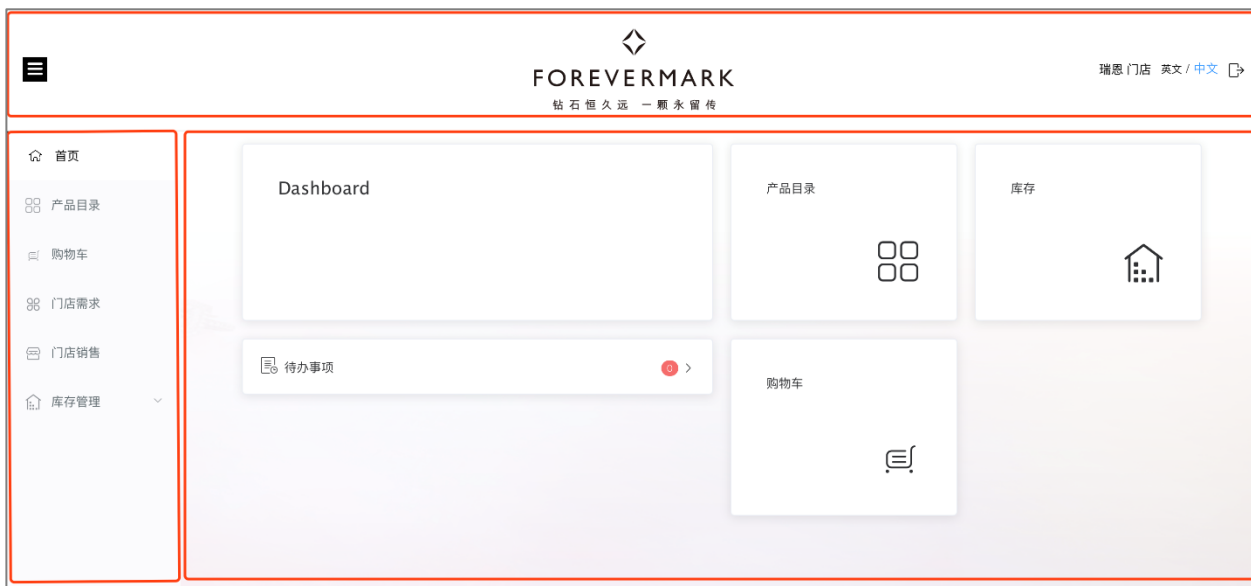 FOREVERMARK
钻石恒久远 一颗永留传
瑞恩门店 英文 / 中文
首页
产品目录
购物车
门店需求
门店销售
库存管理
Dashboard
产品目录
库存
待办事项 0
购物车